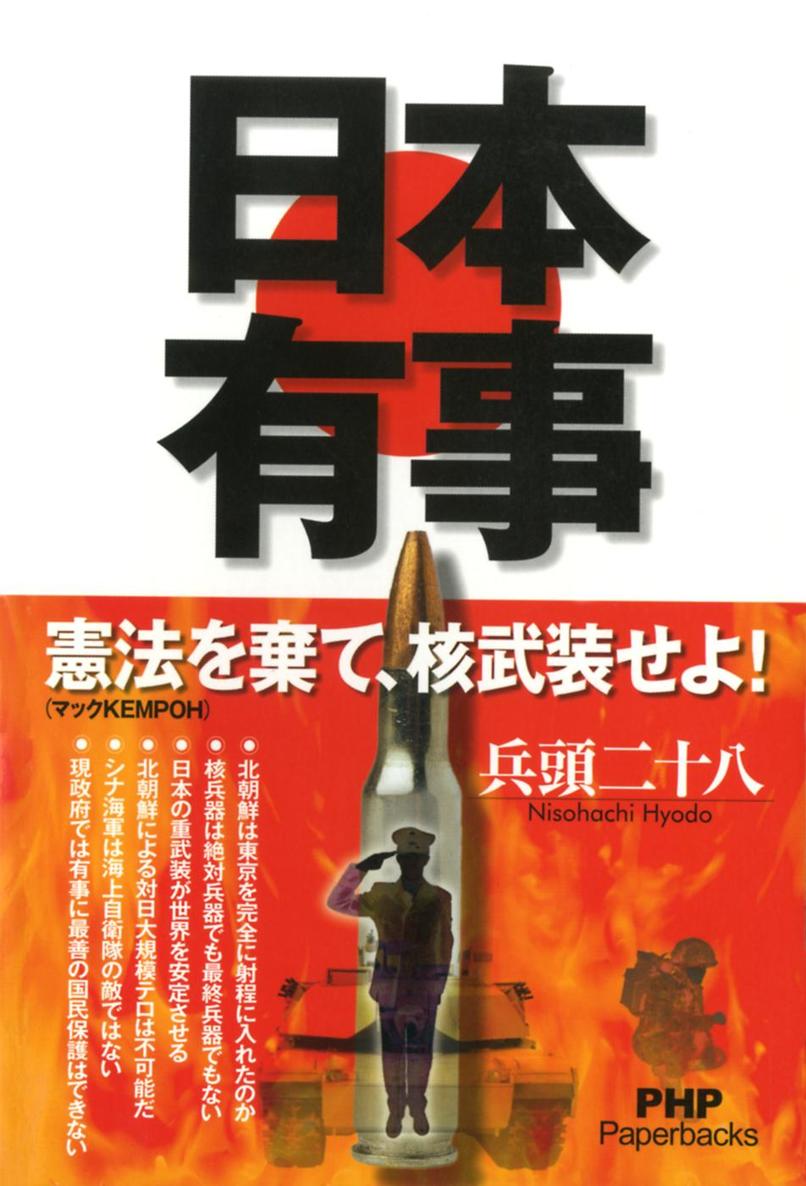 日本
有事
憲法を棄て、核武装せよ!
(マックKEMPOH)
兵頭二十八
Nisohachi Hyodo
◉北朝鮮は東京を完全に射程に入れたのか
◉核兵器は絶対兵器でも最終兵器でもない
◉日本の重武装が世界を安定させる
◉北朝鮮による対日大規模テロは不可能だ
◉シナ海軍は海上自衛隊の敵ではない
◉現政府では有事に最善の国民保護はできない
PHP
Paperbacks